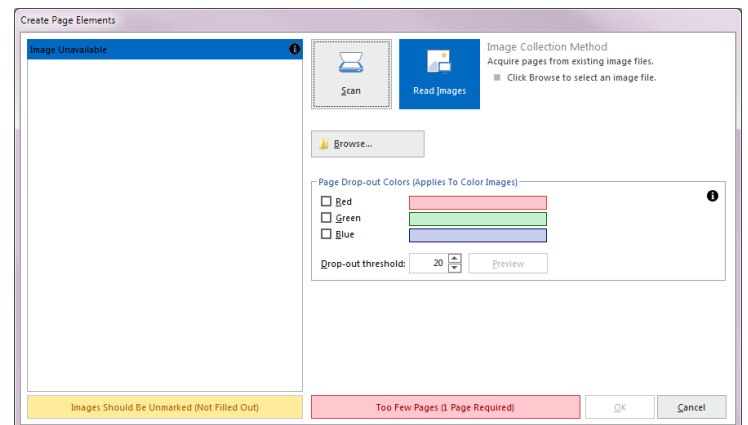 Create Page Elements
Image Unavailable
Scan
Read Images
Image Collection Method
Acquire pages from existing image files.
Click Browse to select an image file.
Browse...
Page Drop-out Colors (Applies To Color Images)
Red
Green
Blue
Drop-out threshold: 20 Preview
Images Should Be Unmarked (Not Filled Out)
Too Few Pages (1 Page Required)
OK
Cancel